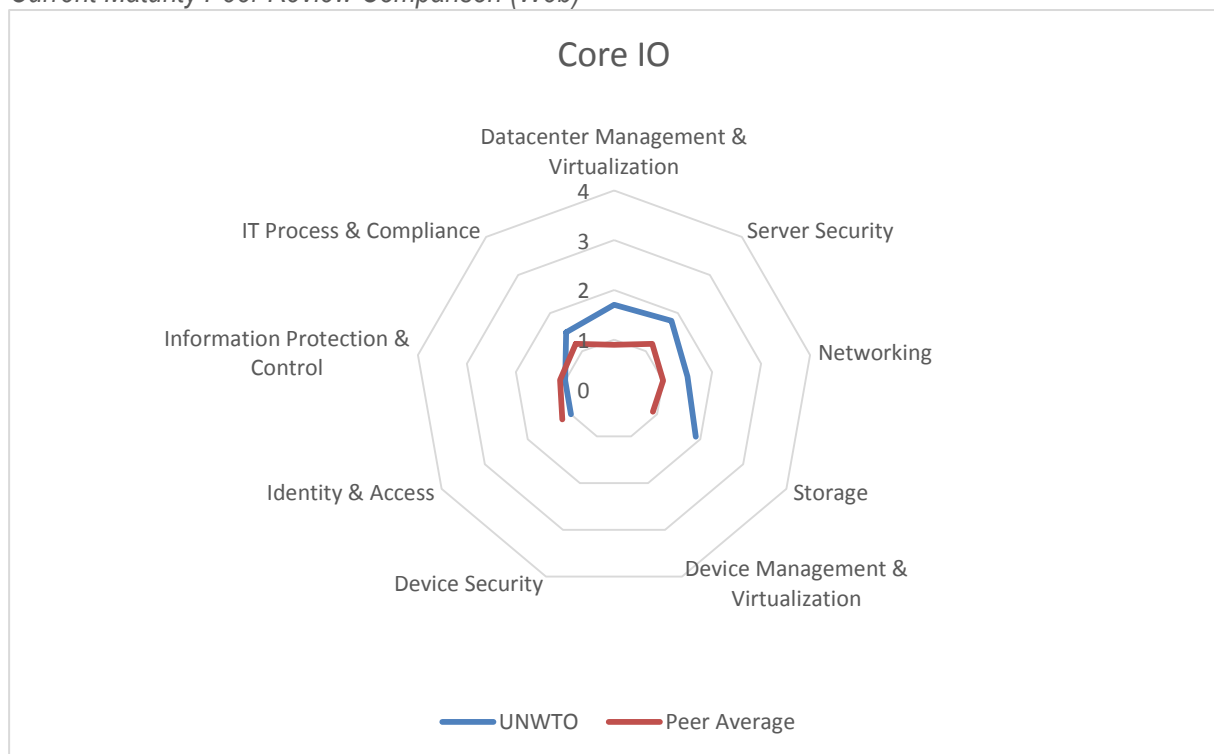 Core IO
Datacenter Management &
Virtualization
4
IT Process & Compliance
Server Security
3
2
Information Protection &
Control
1
Networking
0
Identity & Access
Storage
Device Security
Device Management &
Virtualization
UNWTO
Peer Average